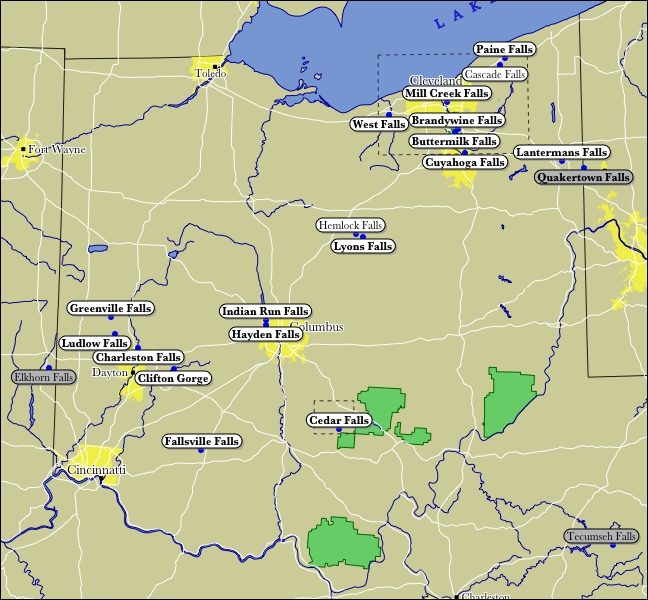 LAKE
Paine Falls
Toledo
Cascade Falls
Cleveland
Mill Creek Falls
West Falls
Brandywine Falls
Buttermilk Falls
Fort Wayne
Lantermans Falls
Cuyahoga Falls
Quakertown Falls
Hemlock Falls
Lyons Falls
Greenville Falls
Indian Run Falls
Columbus
Hayden Falls
Ludlow Falls
Charleston Falls
Dayton
Elkhorn Falls
Clifton Gorge
Cedar Falls
Fallsville Falls
Cincinnati
Tecumseh Falls
Charleston